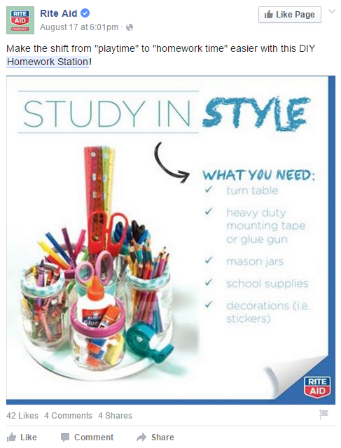 Rite Aid
Like Page
August 17 at 6:01pm ·
Make the shift from "playtime" to "homework time" easier with this DIY
Homework Station!
STUDY IN STYLE
WHAT YOU NEED:
✓ turn table
✓ heavy duty
mounting tape
or glue gun
✓ mason jars
✓ school supplies
✓ decorations (i.e.
stickers)
Glue
RITE
AID
42 Likes 4 Comments 4 Shares
Like Comment Share